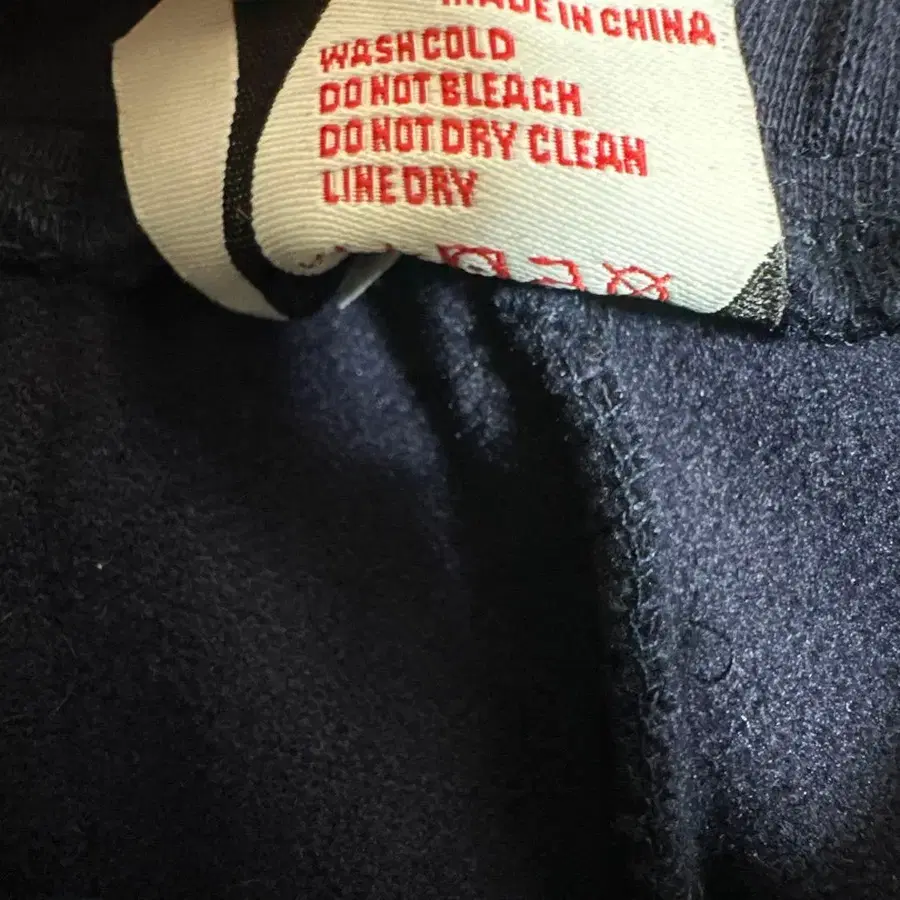 MADE IN CHINA
WASH COLD
DO NOT BLEACH
DO NOT DRY CLEAN
LINE DRY